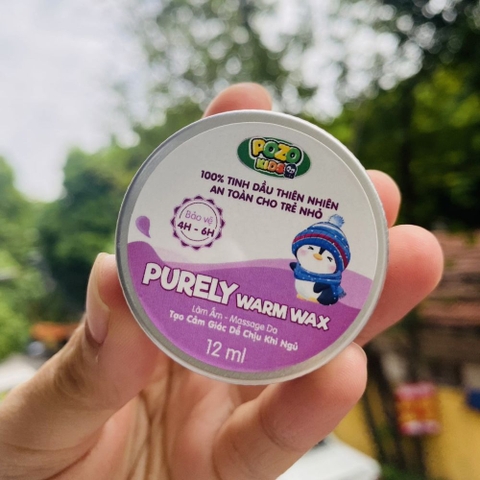 POZO
KIDS
100% TINH DẦU THIÊN NHIÊN
AN TOÀN CHO TRẺ NHỎ
Bảo vệ
4H - 6H
PURELY WARM WAX
Làm Ấm - Massage Da
Tạo Cảm Giác Dễ Chịu Khi Ngủ
12 ml